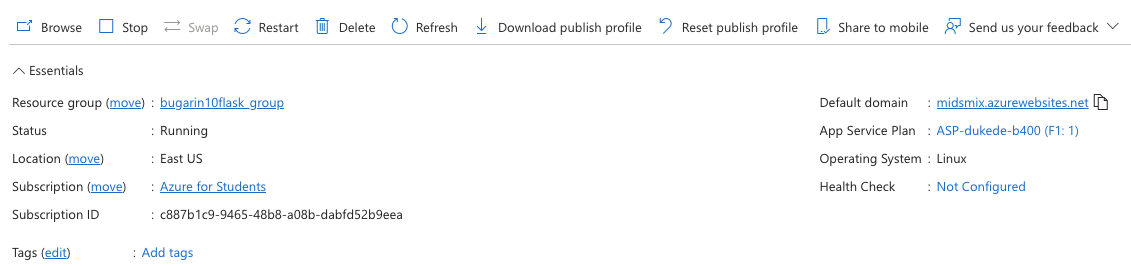 Browse Stop Swap Restart Delete Refresh Download publish profile Reset publish profile Share to mobile Send us your feedback
Essentials
Resource group (move) : bugarin10flask_group
Status : Running
Location (move) : East US
Subscription (move) : Azure for Students
Subscription ID : c887b1c9-9465-48b8-a08b-dabfd52b9eea
Tags (edit) : Add tags
Default domain : midsmix.azurewebsites.net
App Service Plan : ASP-dukede-b400 (F1: 1)
Operating System : Linux
Health Check : Not Configured